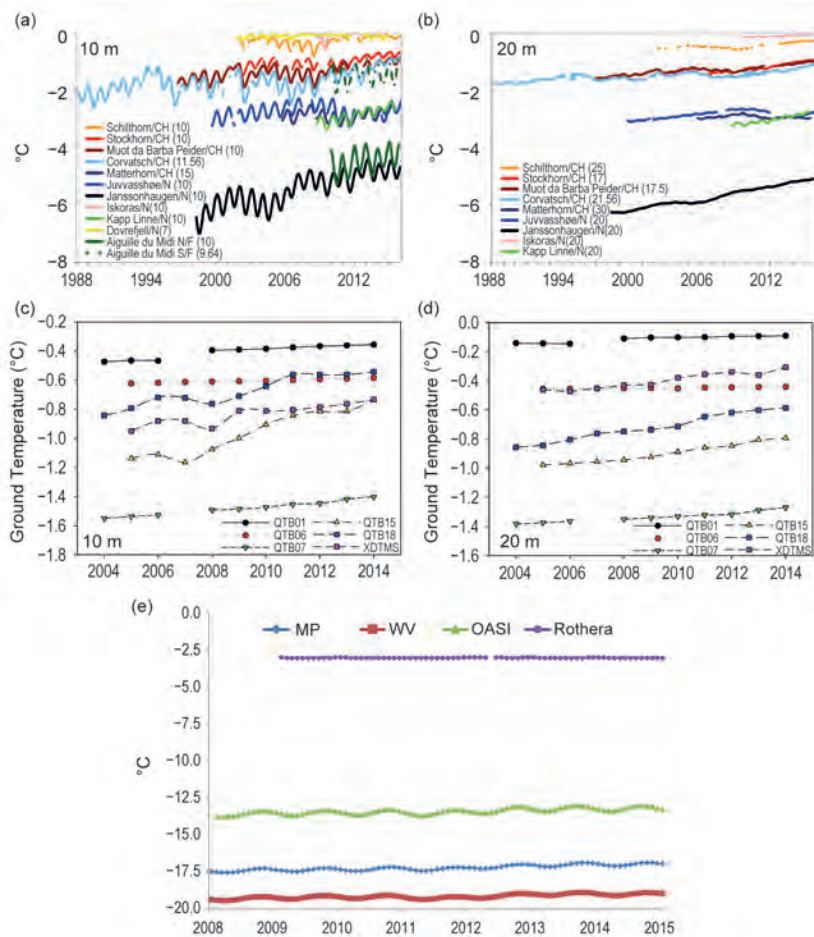 (a)
10 m
0
−2
−4
−6
−8
°C
Schilthorn/CH (10)
Stockhorn/CH (10)
Muot da Barba Peider/CH (10)
Corvatsch/CH (11.56)
Matterhorn/CH (15)
Juvvasshøe/N (10)
Janssonhaugen/N(10)
Iskoras/N(10)
Kapp Linne/N(10)
Dovrefjell/N(7)
Aiguille du Midi N/F (10)
Aiguille du Midi S/F (9.64)
1988 1994 2000 2006 2012
(b)
20 m
0
−2
−4
−6
−8
°C
Schilthorn/CH (25)
Stockhorn/CH (17)
Muot da Barba Peider/CH (17.5)
Corvatsch/CH (21.56)
Matterhorn/CH (30)
Juvvasshøe/N (20)
Janssonhaugen/N(20)
Iskoras/N(20)
Kapp Linne/N(20)
1988 1994 2000 2006 2012
(c)
Ground Temperature (°C)
−0.2
−0.4
−0.6
−0.8
−1.0
−1.2
−1.4
−1.6
−1.8
10 m
QTB01 QTB15
QTB06 QTB18
QTB07 XDTMS
2004 2006 2008 2010 2012 2014
(d)
Ground Temperature (°C)
0.0
−0.2
−0.4
−0.6
−0.8
−1.0
−1.2
−1.4
−1.6
20 m
QTB01 QTB15
QTB06 QTB18
QTB07 XDTMS
2004 2006 2008 2010 2012 2014
(e)
MP WV OASI Rothera
°C
0.0
−2.5
−5.0
−7.5
−10.0
−12.5
−15.0
−17.5
−20.0
2008 2009 2010 2011 2012 2013 2014 2015